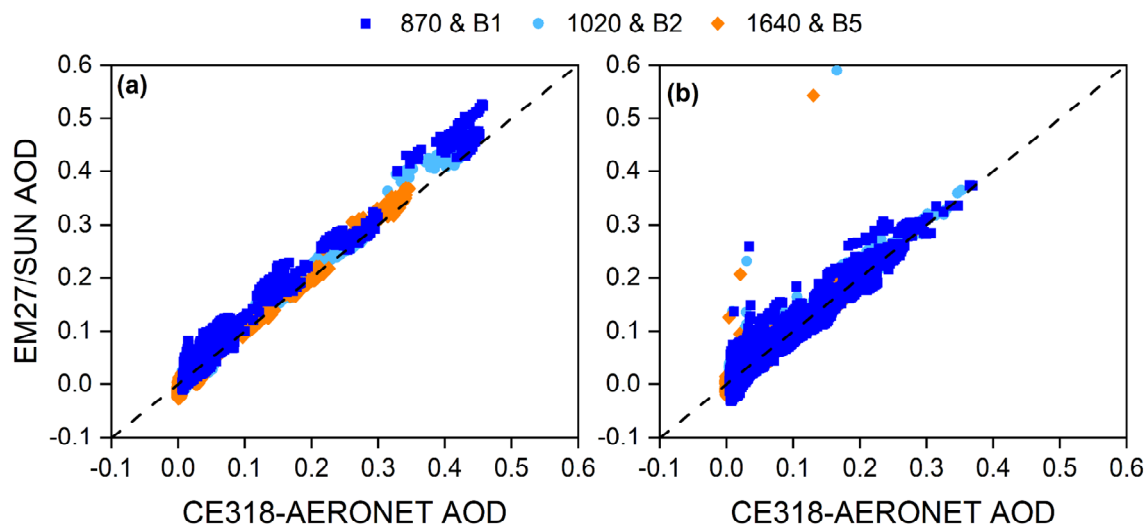 870 & B1 1020 & B2 1640 & B5
(a) (b)
EM27/SUN AOD
0.6 0.6
0.5 0.5
0.4 0.4
0.3 0.3
0.2 0.2
0.1 0.1
0.0 0.0
-0.1 -0.1
-0.1 0.0 0.1 0.2 0.3 0.4 0.5 0.6 -0.1 0.0 0.1 0.2 0.3 0.4 0.5 0.6
CE318-AERONET AOD CE318-AERONET AOD